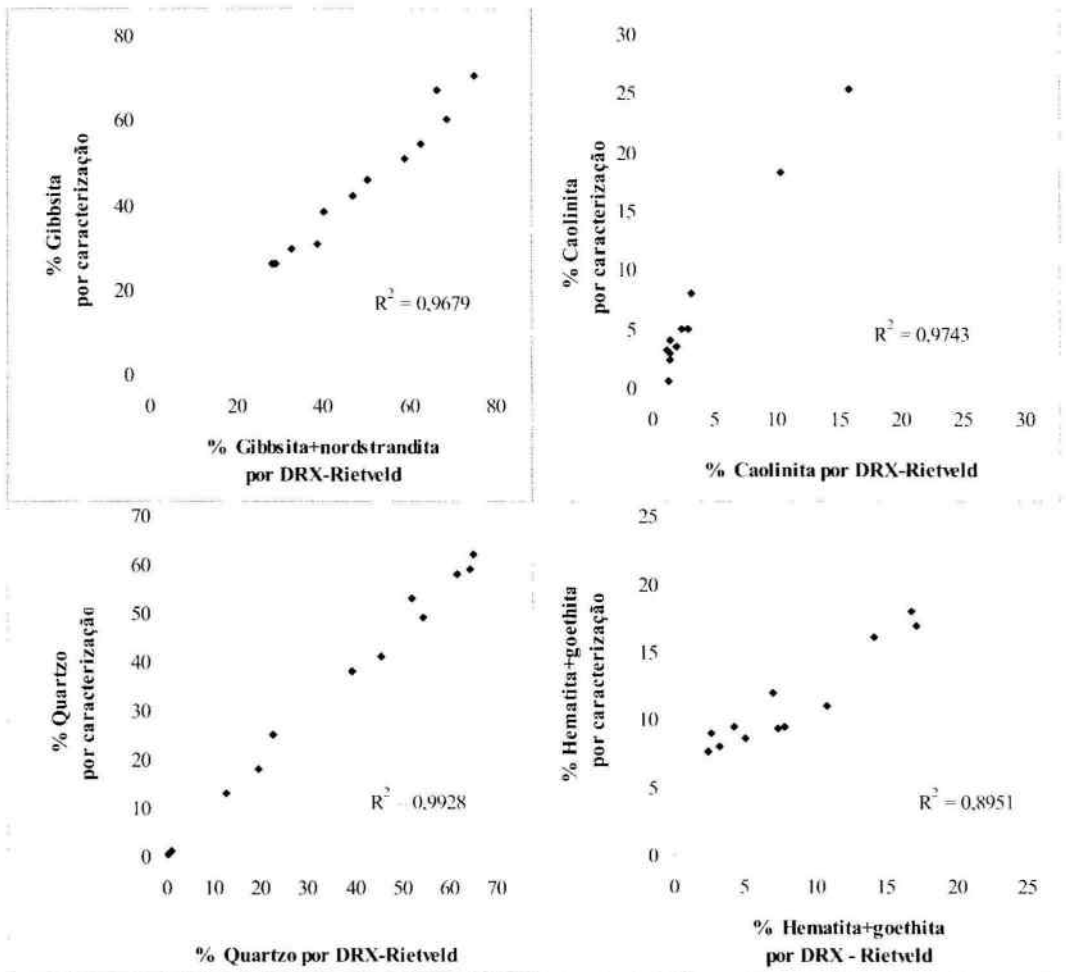 80
60
40
20
0
% Gibbsita
por caracterização
R² = 0,9679
0 20 40 60 80
% Gibbsita+nordstrandita
por DRX-Rietveld
30
25
20
15
10
5
0
% Caolinita
por caracterização
R² = 0,9743
0 5 10 15 20 25 30
% Caolinita por DRX-Rietveld
70
60
50
40
30
20
10
0
% Quartzo
por caracterização
R² = 0,9928
0 10 20 30 40 50 60 70
% Quartzo por DRX-Rietveld
25
20
15
10
5
0
% Hematita+goethita
por caracterização
R² = 0,8951
0 5 10 15 20 25
% Hematita+goethita
por DRX - Rietveld